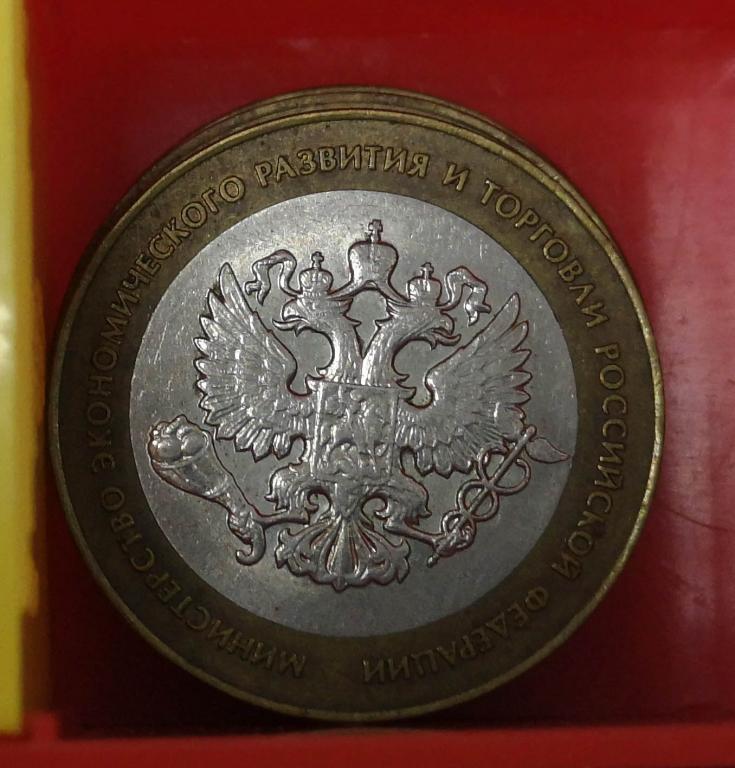 МИНИСТЕРСТВО ЭКОНОМИЧЕСКОГО РАЗВИТИЯ И ТОРГОВЛИ РОССИЙСКОЙ ФЕДЕРАЦИИ